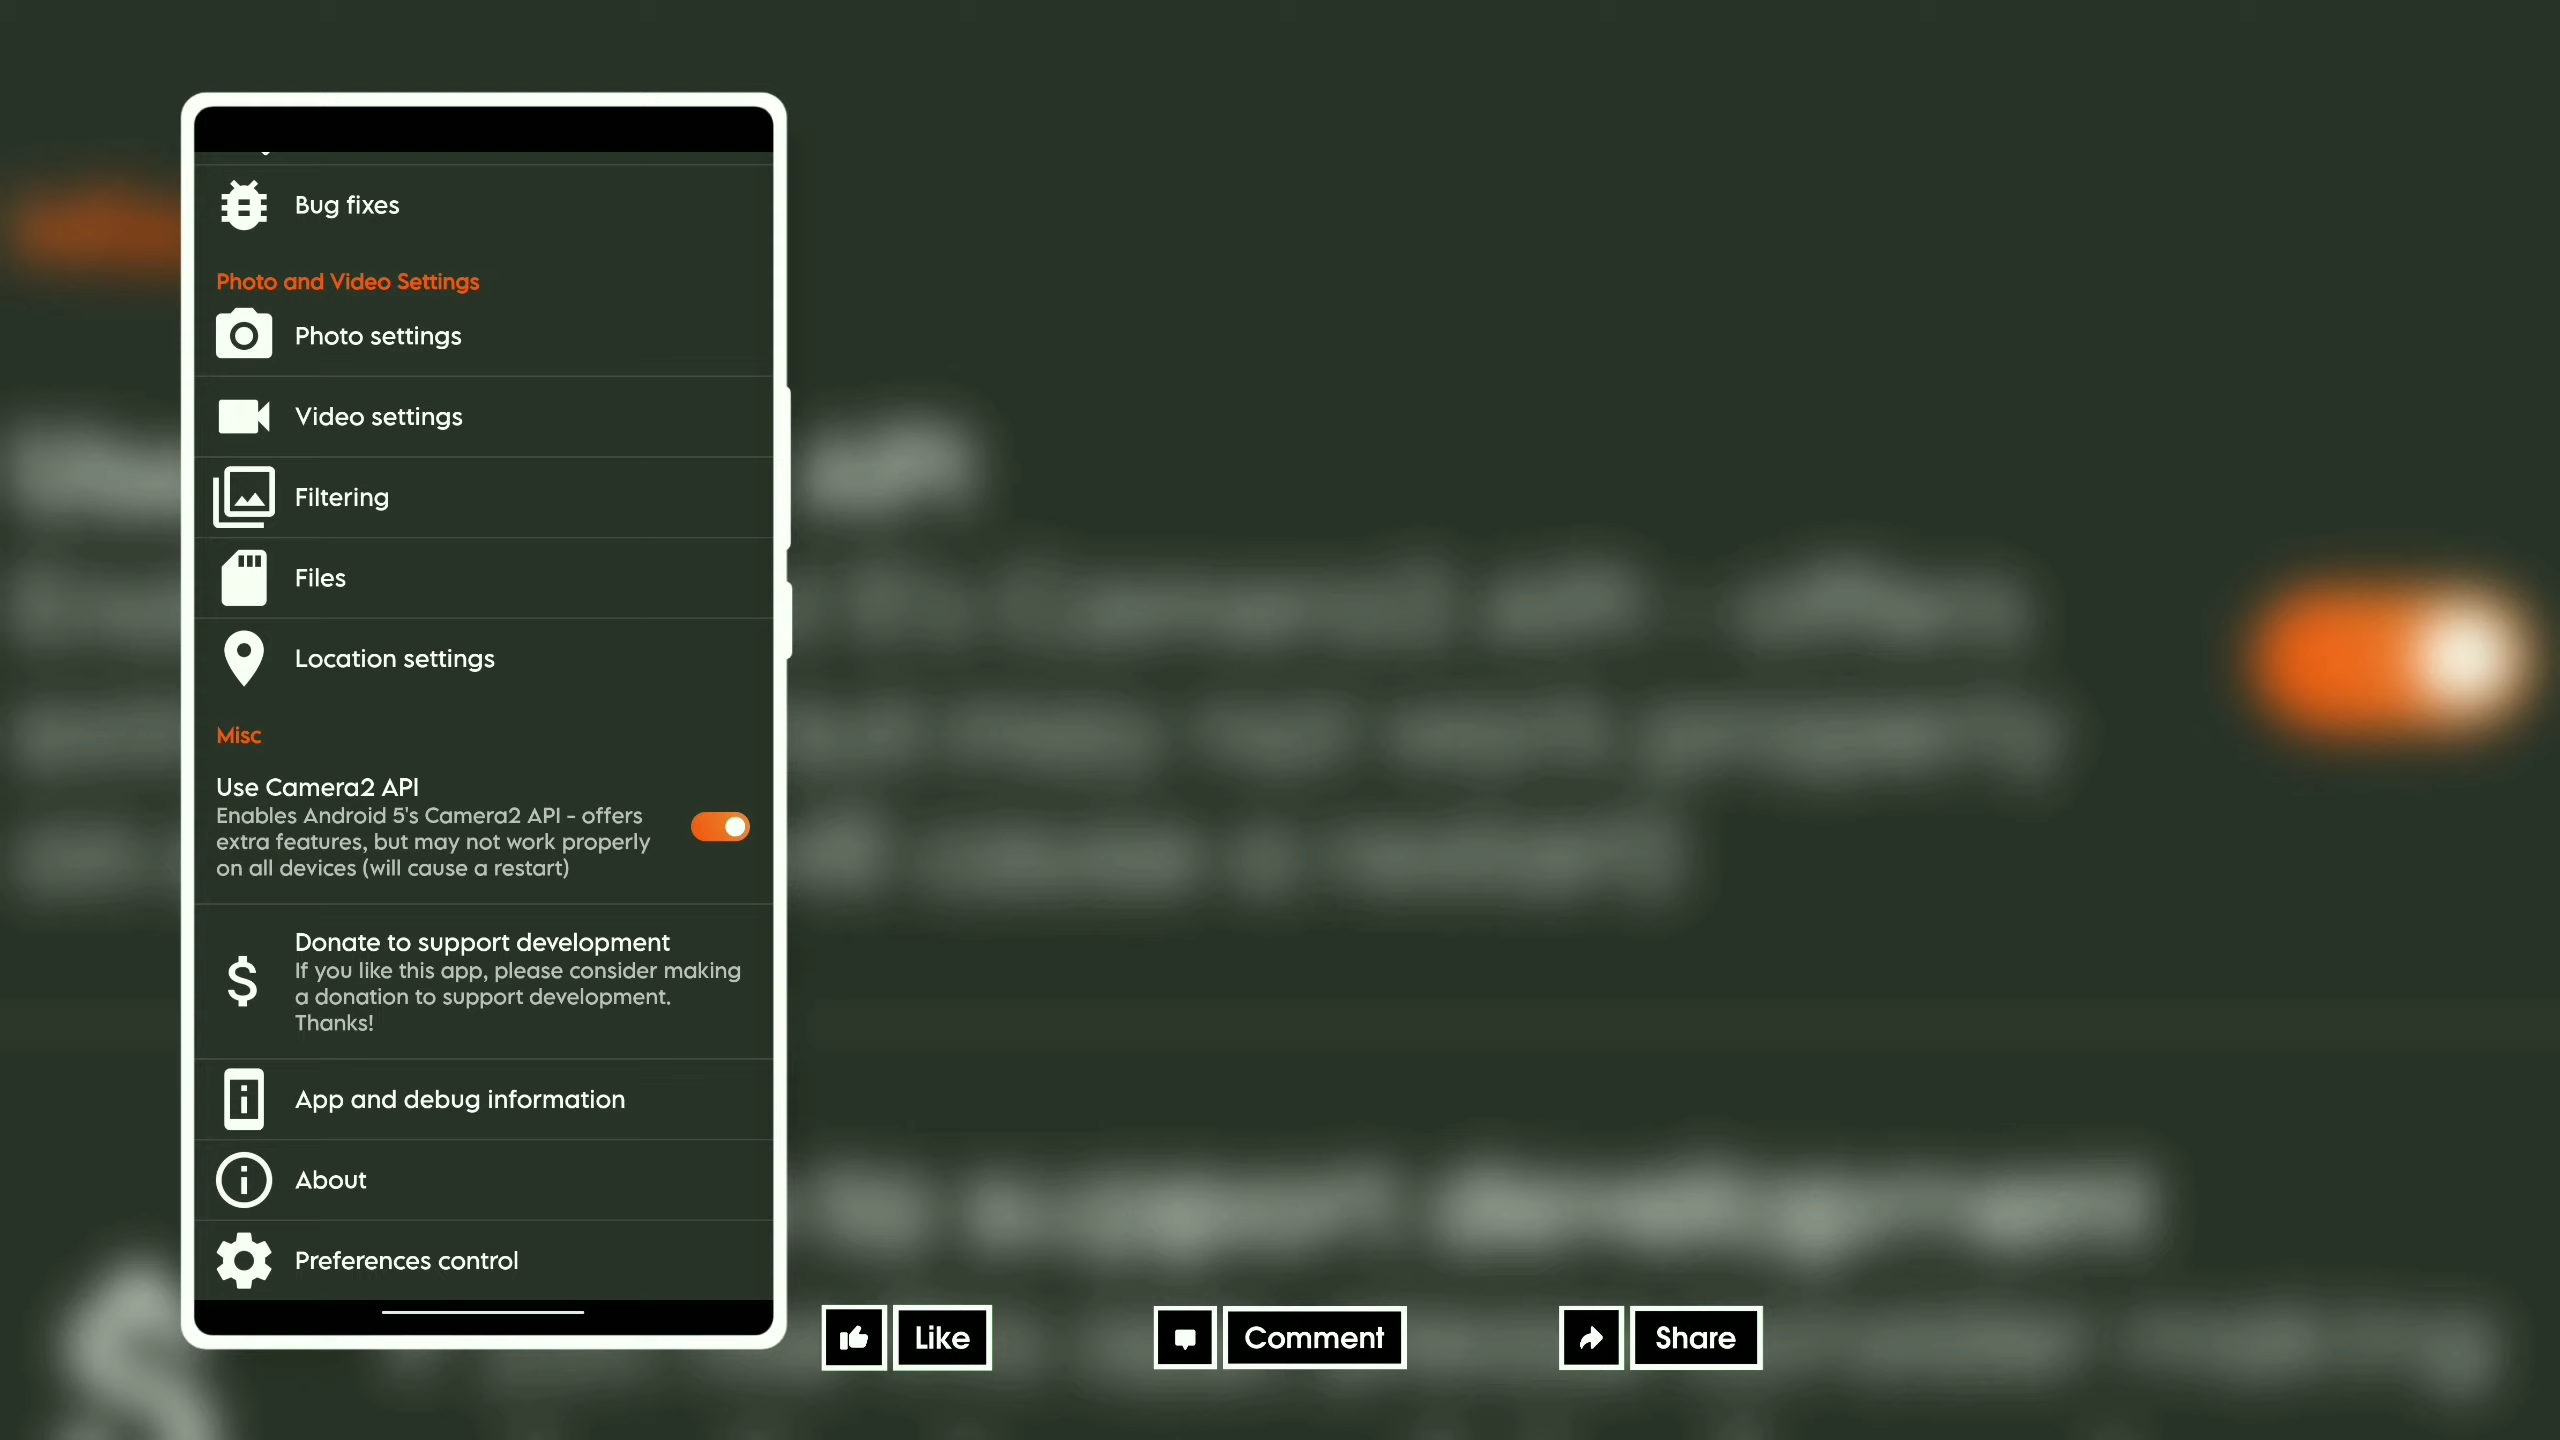 Bug fixes
Photo and Video Settings
Photo settings
Video settings
Filtering
Files
Location settings
Misc
Use Camera2 API
Enables Android 5's Camera2 API - offers
extra features, but may not work properly
on all devices (will cause a restart)
Donate to support development
If you like this app, please consider making
a donation to support development.
Thanks!
App and debug information
About
Preferences control
Like
Comment
Share